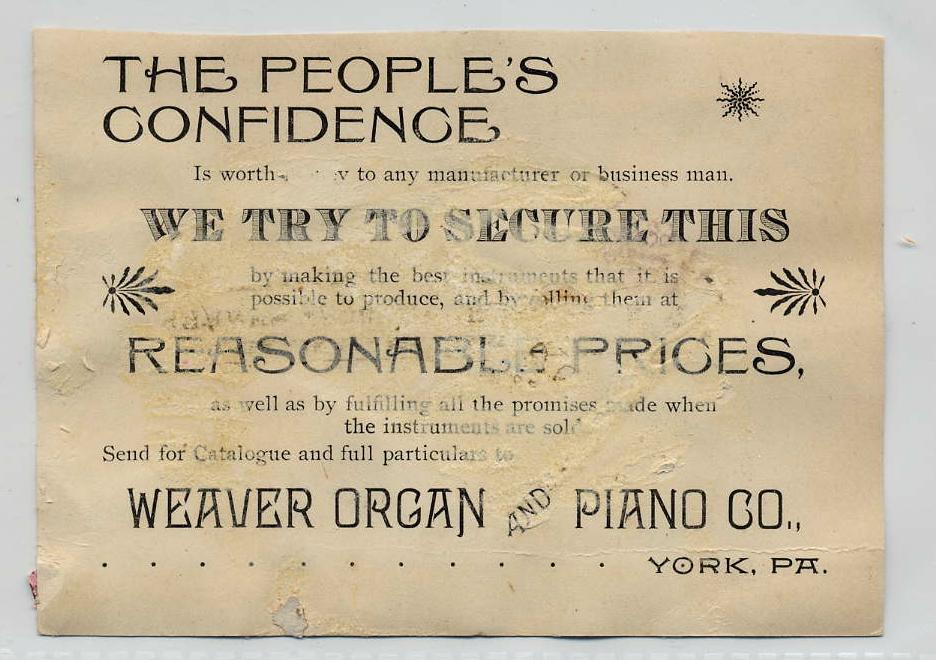 THE PEOPLE'S
CONFIDENCE
Is worth to any manufacturer or business man.
WE TRY TO SECURE THIS
by making the best instruments that it is
possible to produce, and by selling them at
REASONABLE PRICES,
as well as by fulfilling all the promises made when
the instruments are sold
Send for Catalogue and full particulars to
WEAVER ORGAN AND PIANO CO.,
. . . . . . . . . . . YORK, PA.